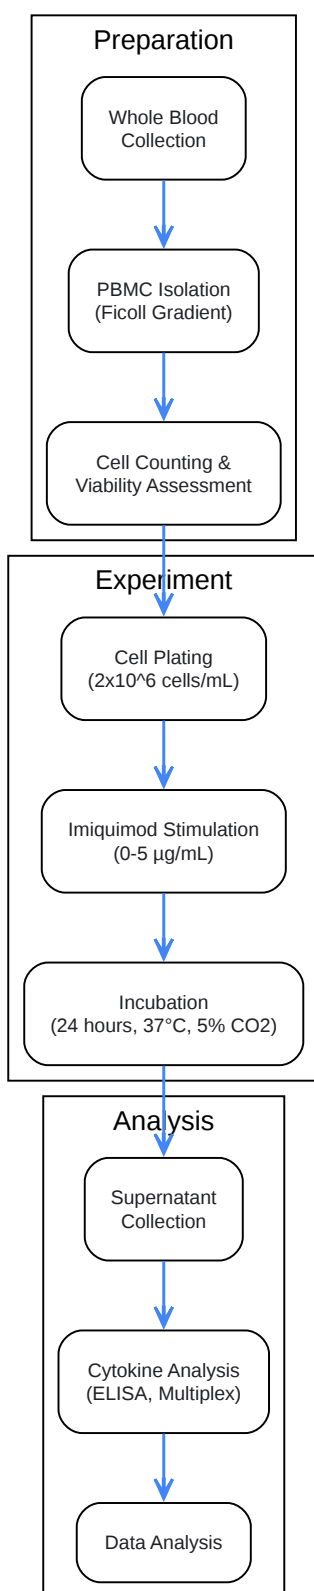 Preparation
Whole Blood
Collection
PBMC Isolation
(Ficoll Gradient)
Cell Counting &
Viability Assessment
Experiment
Cell Plating
(2x10^6 cells/mL)
Imiquimod Stimulation
(0-5 µg/mL)
Incubation
(24 hours, 37°C, 5% CO2)
Analysis
Supernatant
Collection
Cytokine Analysis
(ELISA, Multiplex)
Data Analysis